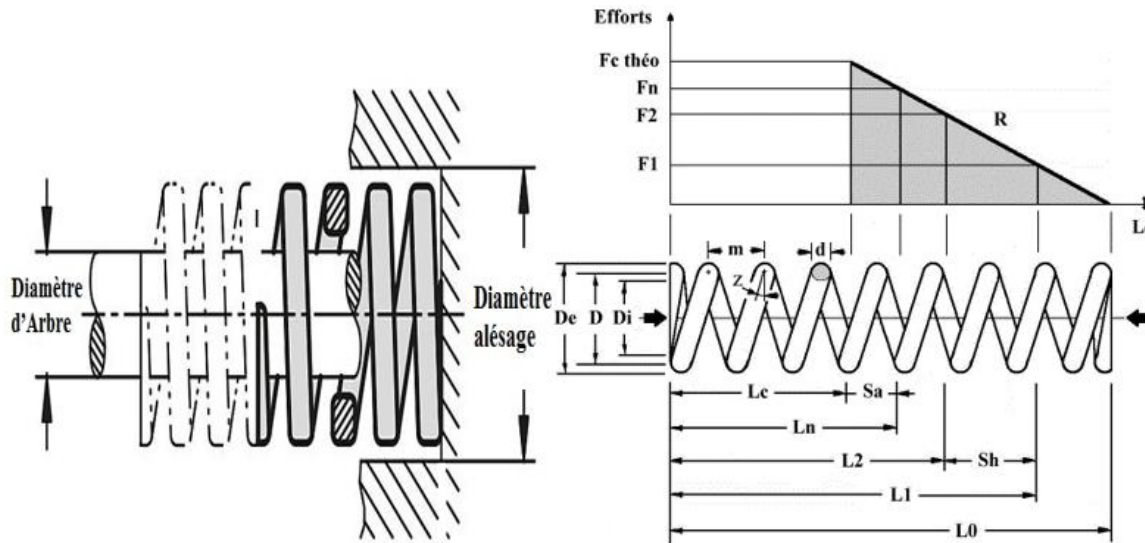 Diamètre
d'Arbre
Diamètre
alésage
Efforts
Fc théo
Fn
F2
F1
R
m
d
z
De
D
Di
Lc
Sa
Ln
L2
Sh
L1
L0